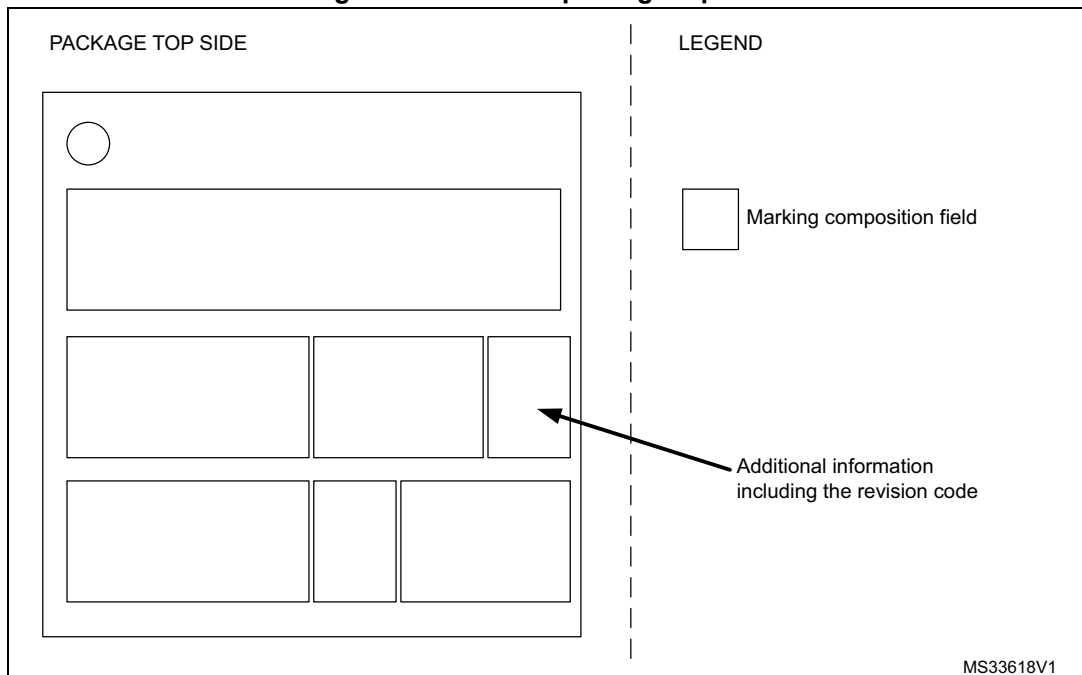 PACKAGE TOP SIDE
LEGEND
Marking composition field
Additional information
including the revision code
MS33618V1